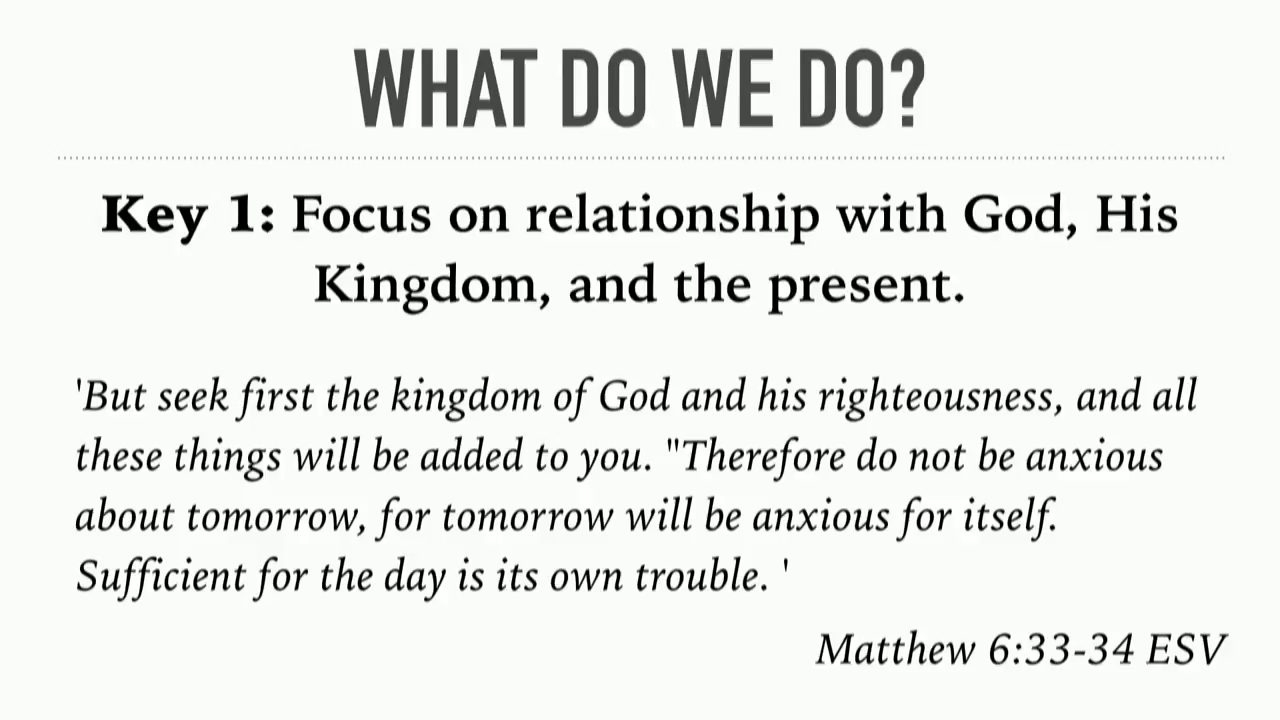 WHAT DO WE DO?
Key 1: Focus on relationship with God, His
Kingdom, and the present.
'But seek first the kingdom of God and his righteousness, and all
these things will be added to you. "Therefore do not be anxious
about tomorrow, for tomorrow will be anxious for itself.
Sufficient for the day is its own trouble. '
Matthew 6:33-34 ESV